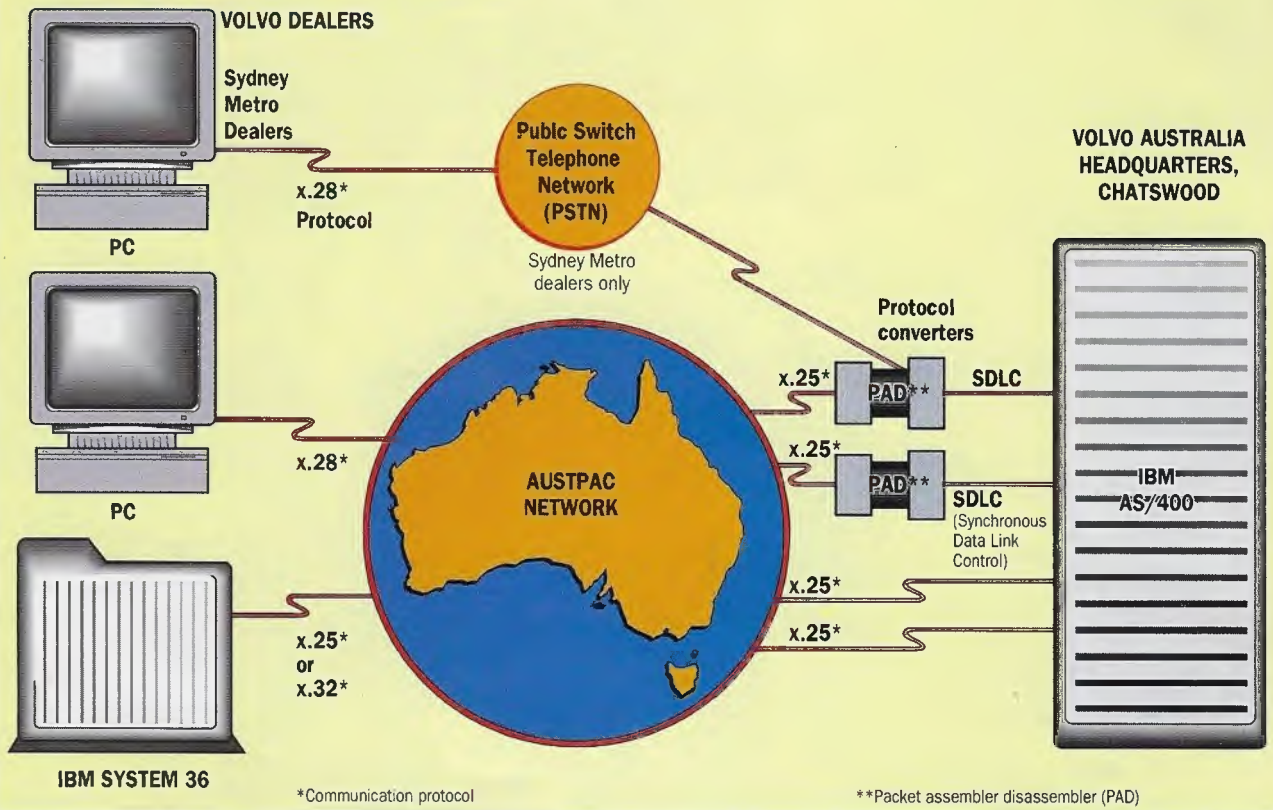 VOLVO DEALERS
Sydney
Metro
Dealers
x.28*
Protocol
PC
Publc Switch
Telephone
Network
(PSTN)
Sydney Metro
dealers only
VOLVO AUSTRALIA
HEADQUARTERS,
CHATSWOOD
Protocol
converters
x.25*
PAD**
SDLC
x.28*
PC
AUSTPAC
NETWORK
x.25*
PAD**
SDLC
(Synchronous
Data Link
Control)
IBM
AS/400
x.25*
x.25*
x.25*
or
x.32*
IBM SYSTEM 36
*Communication protocol
**Packet assembler disassembler (PAD)